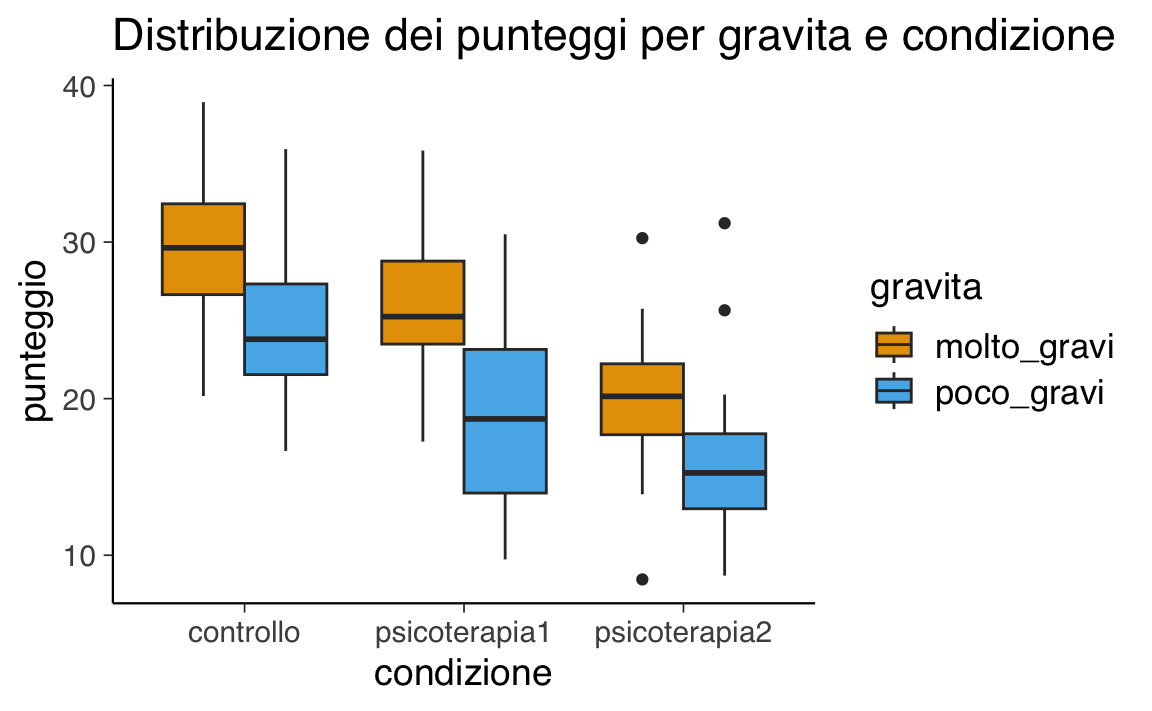 Distribuzione dei punteggi per gravita e condizione
40
30
20
10
punteggio
controllo
psicoterapia1
psicoterapia2
condizione
gravita
molto_gravi
poco_gravi